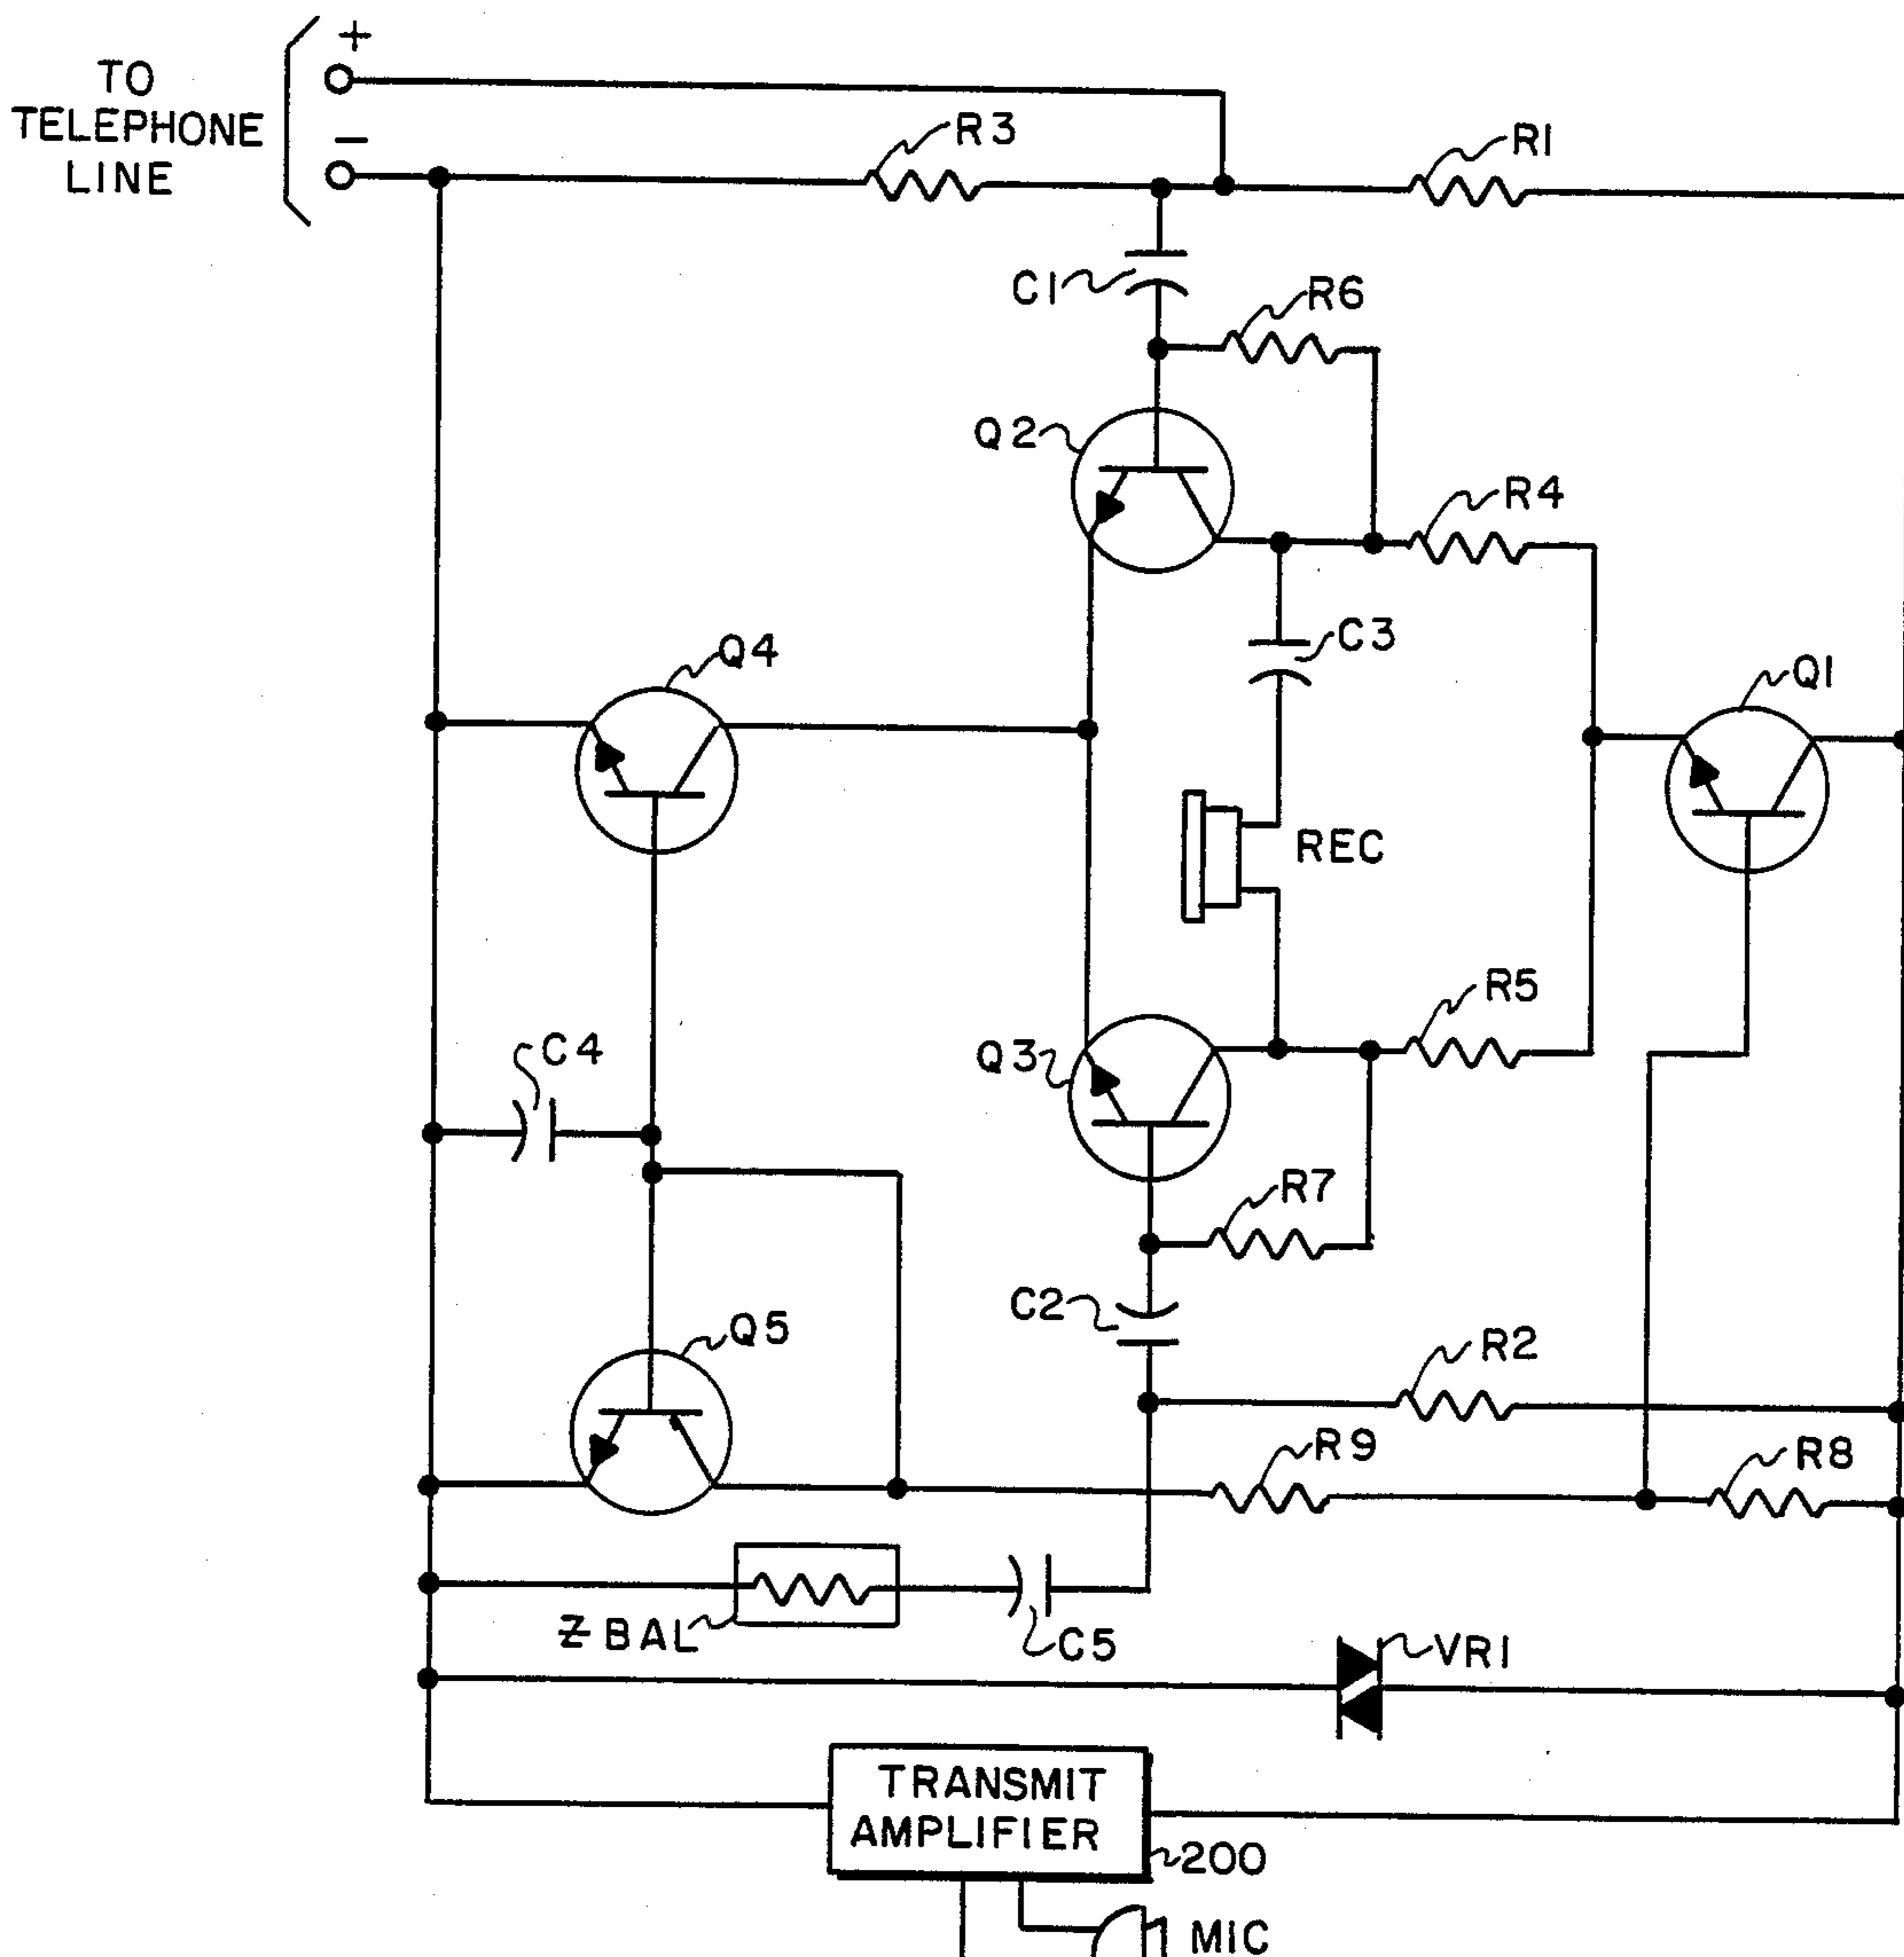 +
TO
TELEPHONE
LINE
−
R3
R1
C1
R6
Q2
R4
C3
Q4
Q1
REC
R5
C4
Q3
R7
C2
Q5
R2
R9
R8
Z BAL
C5
VR1
TRANSMIT
AMPLIFIER
200
MIC